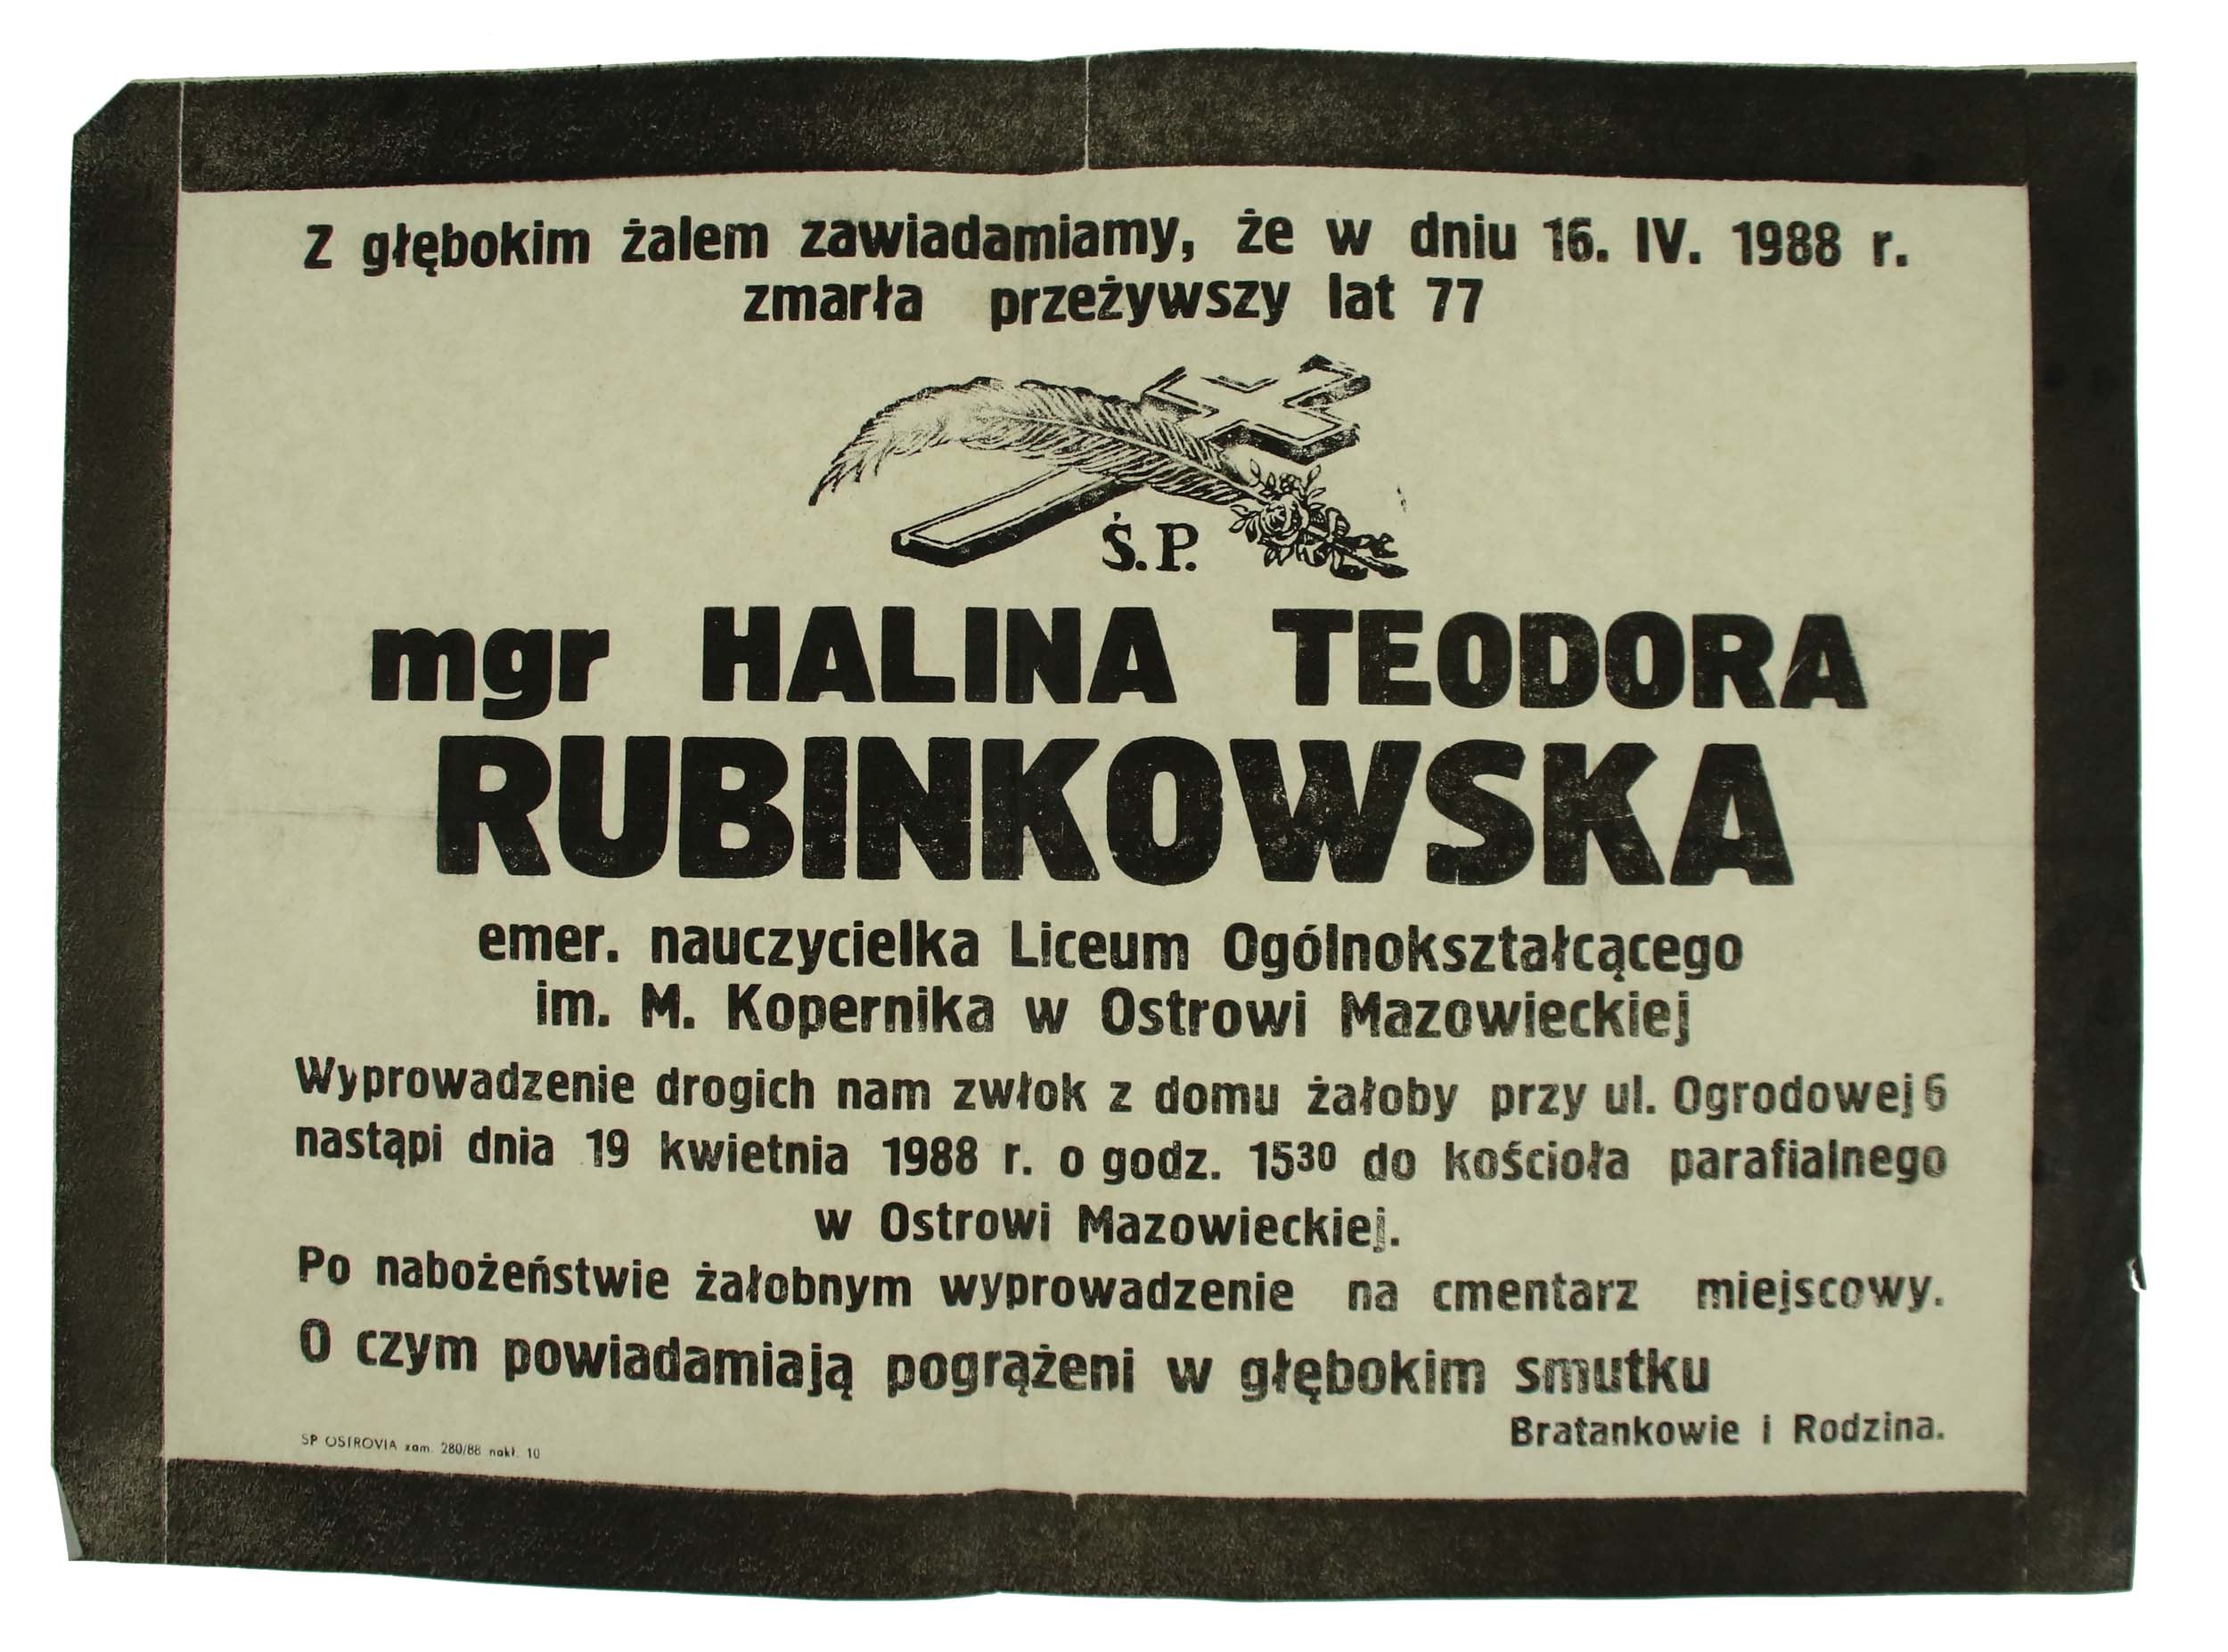 Z głębokim żalem zawiadamiamy, że w dniu 16. IV. 1988 r.
zmarła przeżywszy lat 77
Ś.P.
mgr HALINA TEODORA
RUBINKOWSKA
emer. nauczycielka Liceum Ogólnokształcącego
im. M. Kopernika w Ostrowi Mazowieckiej
Wyprowadzenie drogich nam zwłok z domu żałoby przy ul. Ogrodowej 6
nastąpi dnia 19 kwietnia 1988 r. o godz. 15³⁰ do kościoła parafialnego
w Ostrowi Mazowieckiej.
Po nabożeństwie żałobnym wyprowadzenie na cmentarz miejscowy.
O czym powiadamiają pogrążeni w głębokim smutku
Bratankowie i Rodzina.
SP OSTROVIA zam. 280/88 nakł. 10